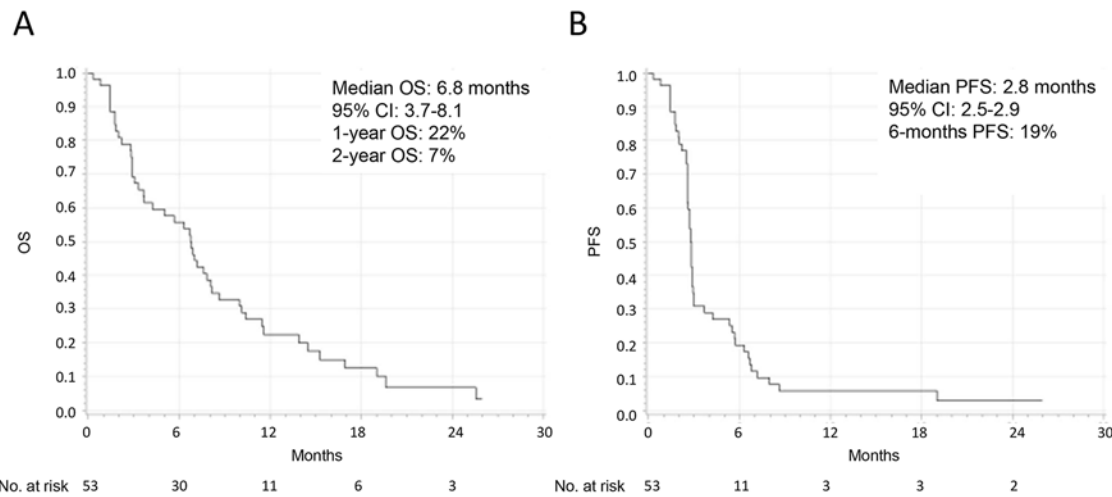 A
B
1.0
0.9
0.8
0.7
0.6
0.5
0.4
0.3
0.2
0.1
0.0
OS
Median OS: 6.8 months
95% CI: 3.7-8.1
1-year OS: 22%
2-year OS: 7%
0 6 12 18 24 30
Months
No. at risk 53 30 11 6 3
1.0
0.9
0.8
0.7
0.6
0.5
0.4
0.3
0.2
0.1
0.0
PFS
Median PFS: 2.8 months
95% CI: 2.5-2.9
6-months PFS: 19%
0 6 12 18 24 30
Months
No. at risk 53 11 3 3 2